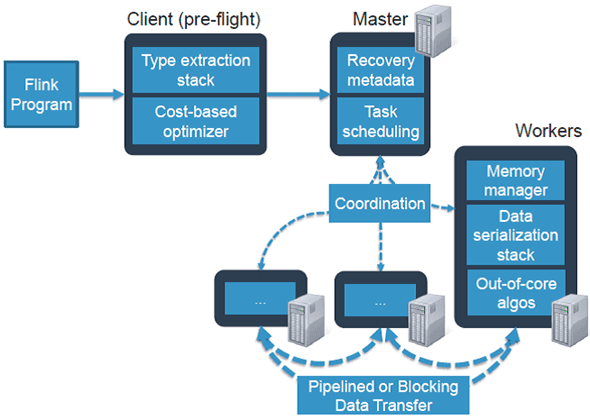 Client (pre-flight)
Master
Flink
Program
Type extraction
stack
Cost-based
optimizer
Recovery
metadata
Task
scheduling
Workers
Memory
manager
Data
serialization
stack
Out-of-core
algos
Coordination
...
...
Pipelined or Blocking
Data Transfer